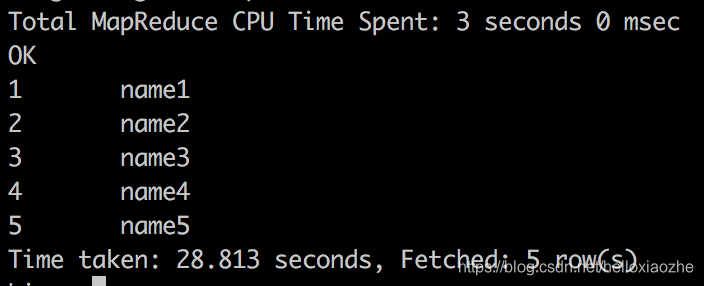 Total MapReduce CPU Time Spent: 3 seconds 0 msec
OK
1 name1
2 name2
3 name3
4 name4
5 name5
Time taken: 28.813 seconds, Fetched: 5 row(s)
https://blog.csdn.net/helloxiaozhe